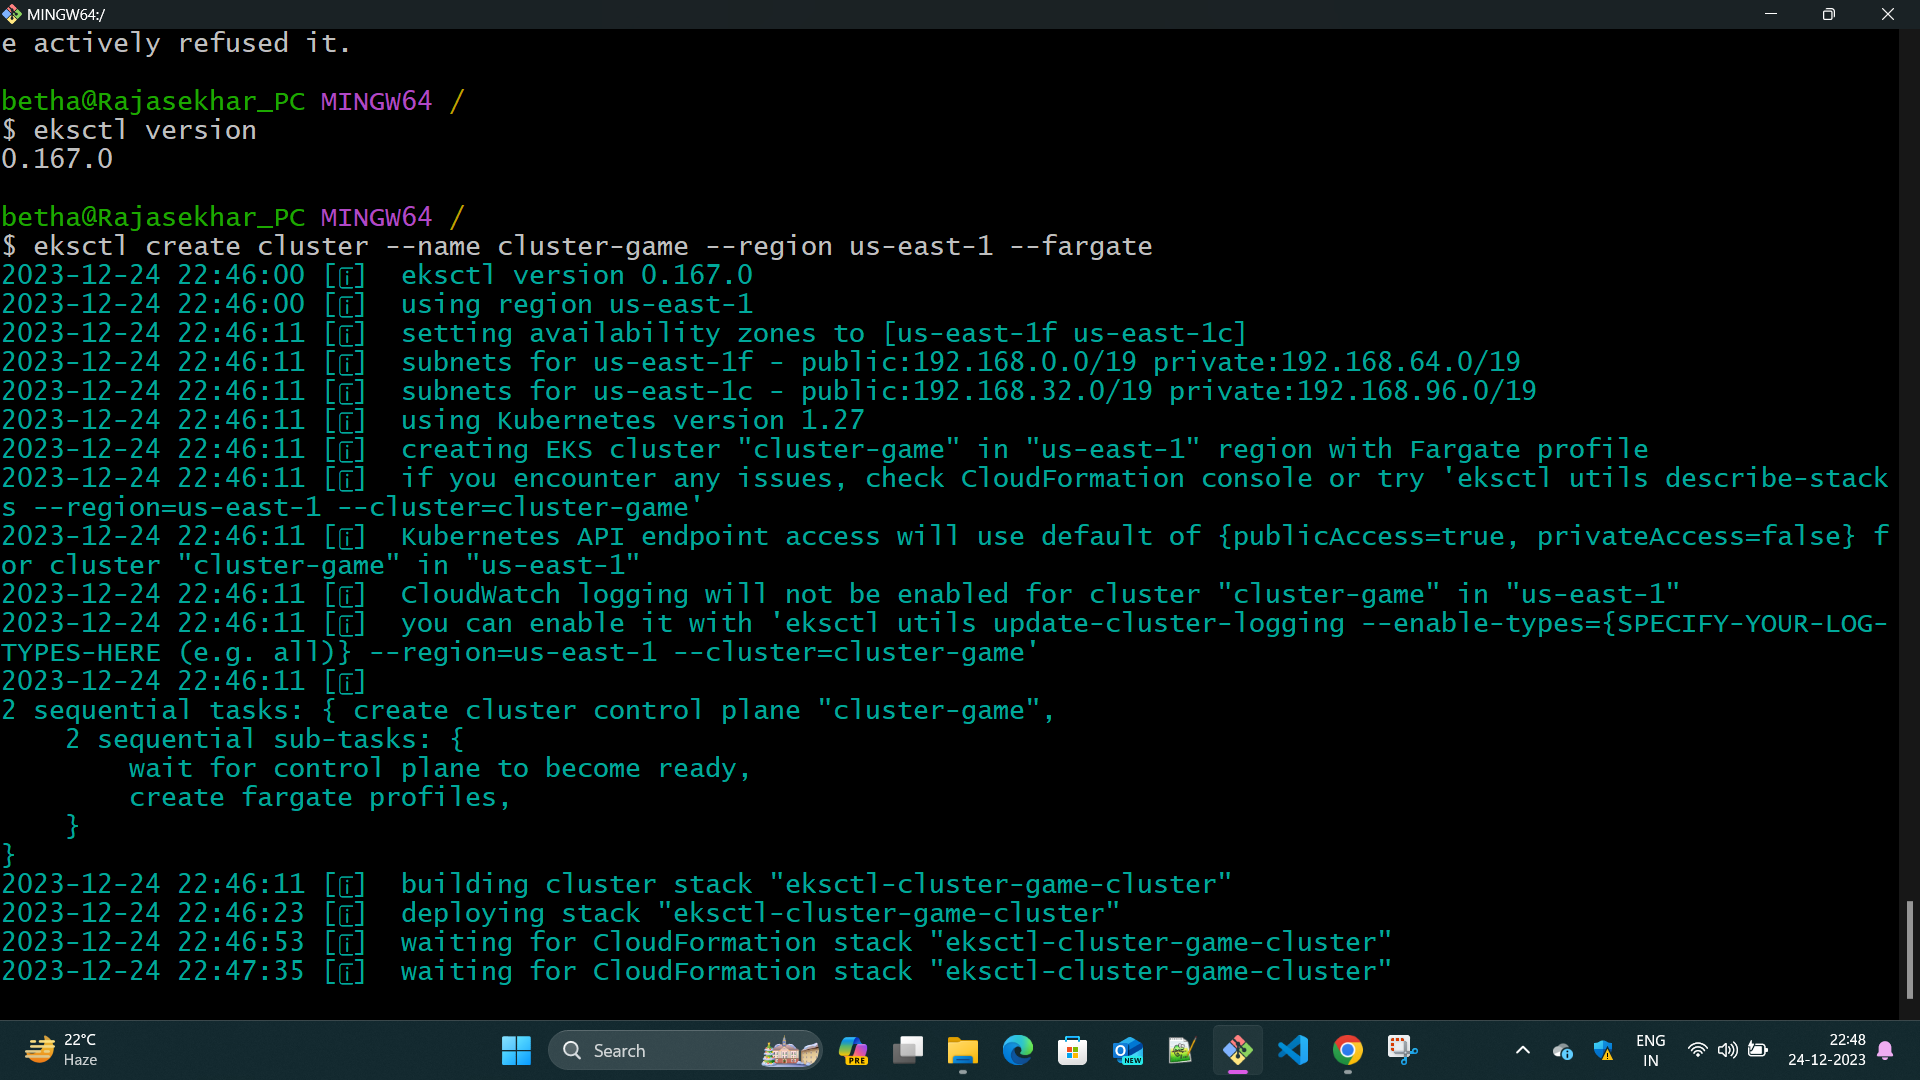 MINGW64:/
e actively refused it.
betha@Rajasekhar_PC MINGW64 /
$ eksctl version
0.167.0
betha@Rajasekhar_PC MINGW64 /
$ eksctl create cluster --name cluster-game --region us-east-1 --fargate
2023-12-24 22:46:00 [ℹ]  eksctl version 0.167.0
2023-12-24 22:46:00 [ℹ]  using region us-east-1
2023-12-24 22:46:11 [ℹ]  setting availability zones to [us-east-1f us-east-1c]
2023-12-24 22:46:11 [ℹ]  subnets for us-east-1f - public:192.168.0.0/19 private:192.168.64.0/19
2023-12-24 22:46:11 [ℹ]  subnets for us-east-1c - public:192.168.32.0/19 private:192.168.96.0/19
2023-12-24 22:46:11 [ℹ]  using Kubernetes version 1.27
2023-12-24 22:46:11 [ℹ]  creating EKS cluster "cluster-game" in "us-east-1" region with Fargate profile
2023-12-24 22:46:11 [ℹ]  if you encounter any issues, check CloudFormation console or try 'eksctl utils describe-stack
s --region=us-east-1 --cluster=cluster-game'
2023-12-24 22:46:11 [ℹ]  Kubernetes API endpoint access will use default of {publicAccess=true, privateAccess=false} f
or cluster "cluster-game" in "us-east-1"
2023-12-24 22:46:11 [ℹ]  CloudWatch logging will not be enabled for cluster "cluster-game" in "us-east-1"
2023-12-24 22:46:11 [ℹ]  you can enable it with 'eksctl utils update-cluster-logging --enable-types={SPECIFY-YOUR-LOG-
TYPES-HERE (e.g. all)} --region=us-east-1 --cluster=cluster-game'
2023-12-24 22:46:11 [ℹ]
2 sequential tasks: { create cluster control plane "cluster-game",
    2 sequential sub-tasks: {
        wait for control plane to become ready,
        create fargate profiles,
    }
}
2023-12-24 22:46:11 [ℹ]  building cluster stack "eksctl-cluster-game-cluster"
2023-12-24 22:46:23 [ℹ]  deploying stack "eksctl-cluster-game-cluster"
2023-12-24 22:46:53 [ℹ]  waiting for CloudFormation stack "eksctl-cluster-game-cluster"
2023-12-24 22:47:35 [ℹ]  waiting for CloudFormation stack "eksctl-cluster-game-cluster"
22°C
Haze
Search
PRE
NEW
ENG
IN
22:48
24-12-2023